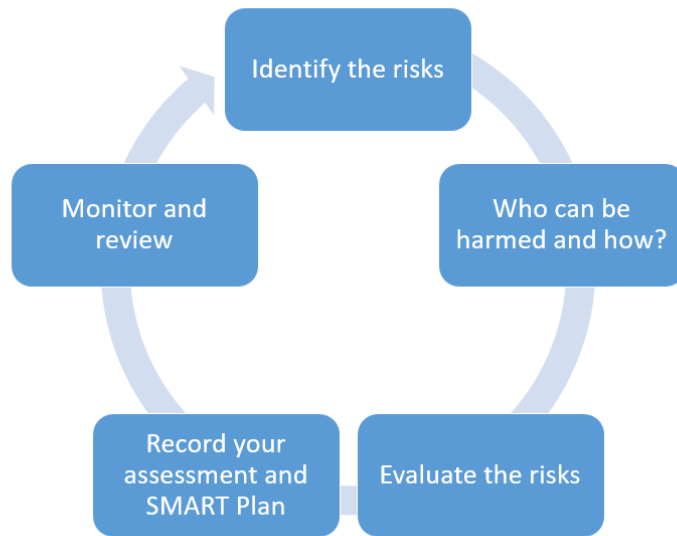 Identify the risks
Who can be
harmed and how?
Evaluate the risks
Record your
assessment and
SMART Plan
Monitor and
review